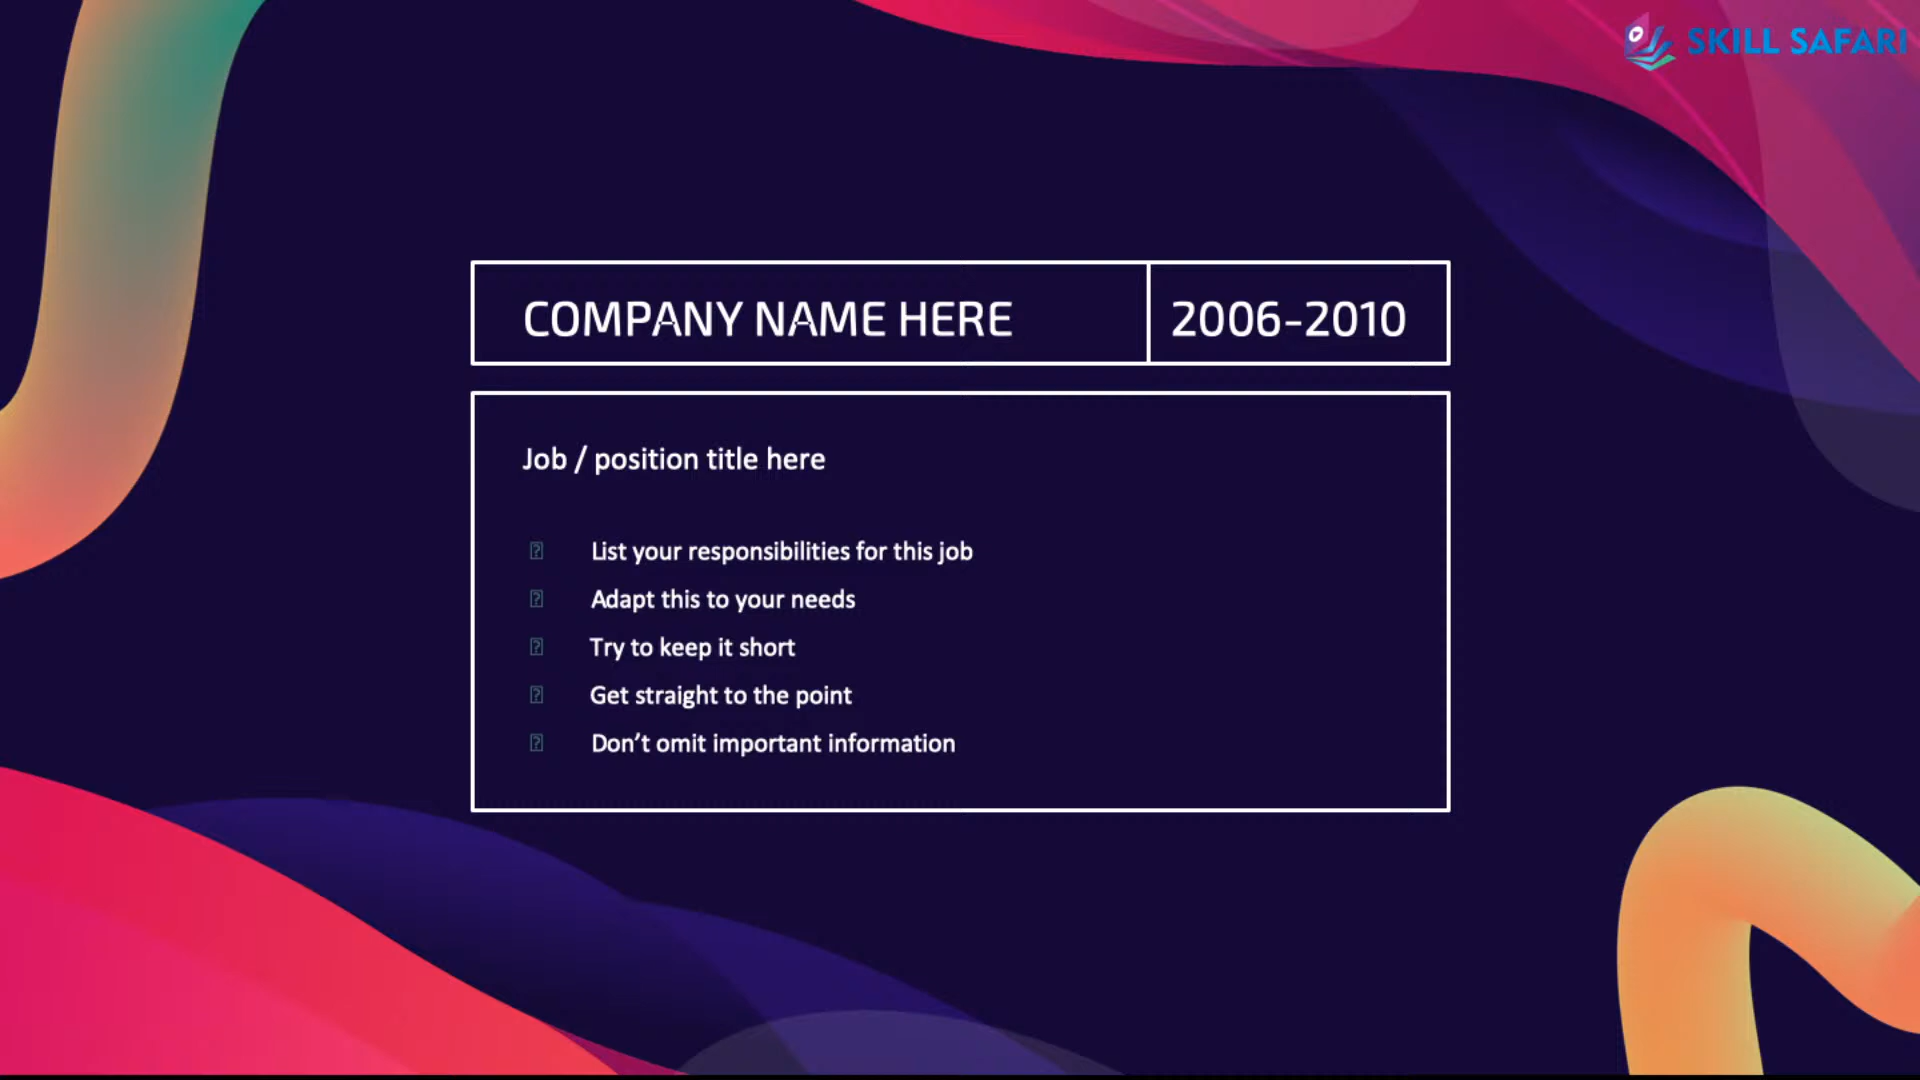 SKILL SAFARI
COMPANY NAME HERE
2006-2010
Job / position title here
List your responsibilities for this job
Adapt this to your needs
Try to keep it short
Get straight to the point
Don’t omit important information